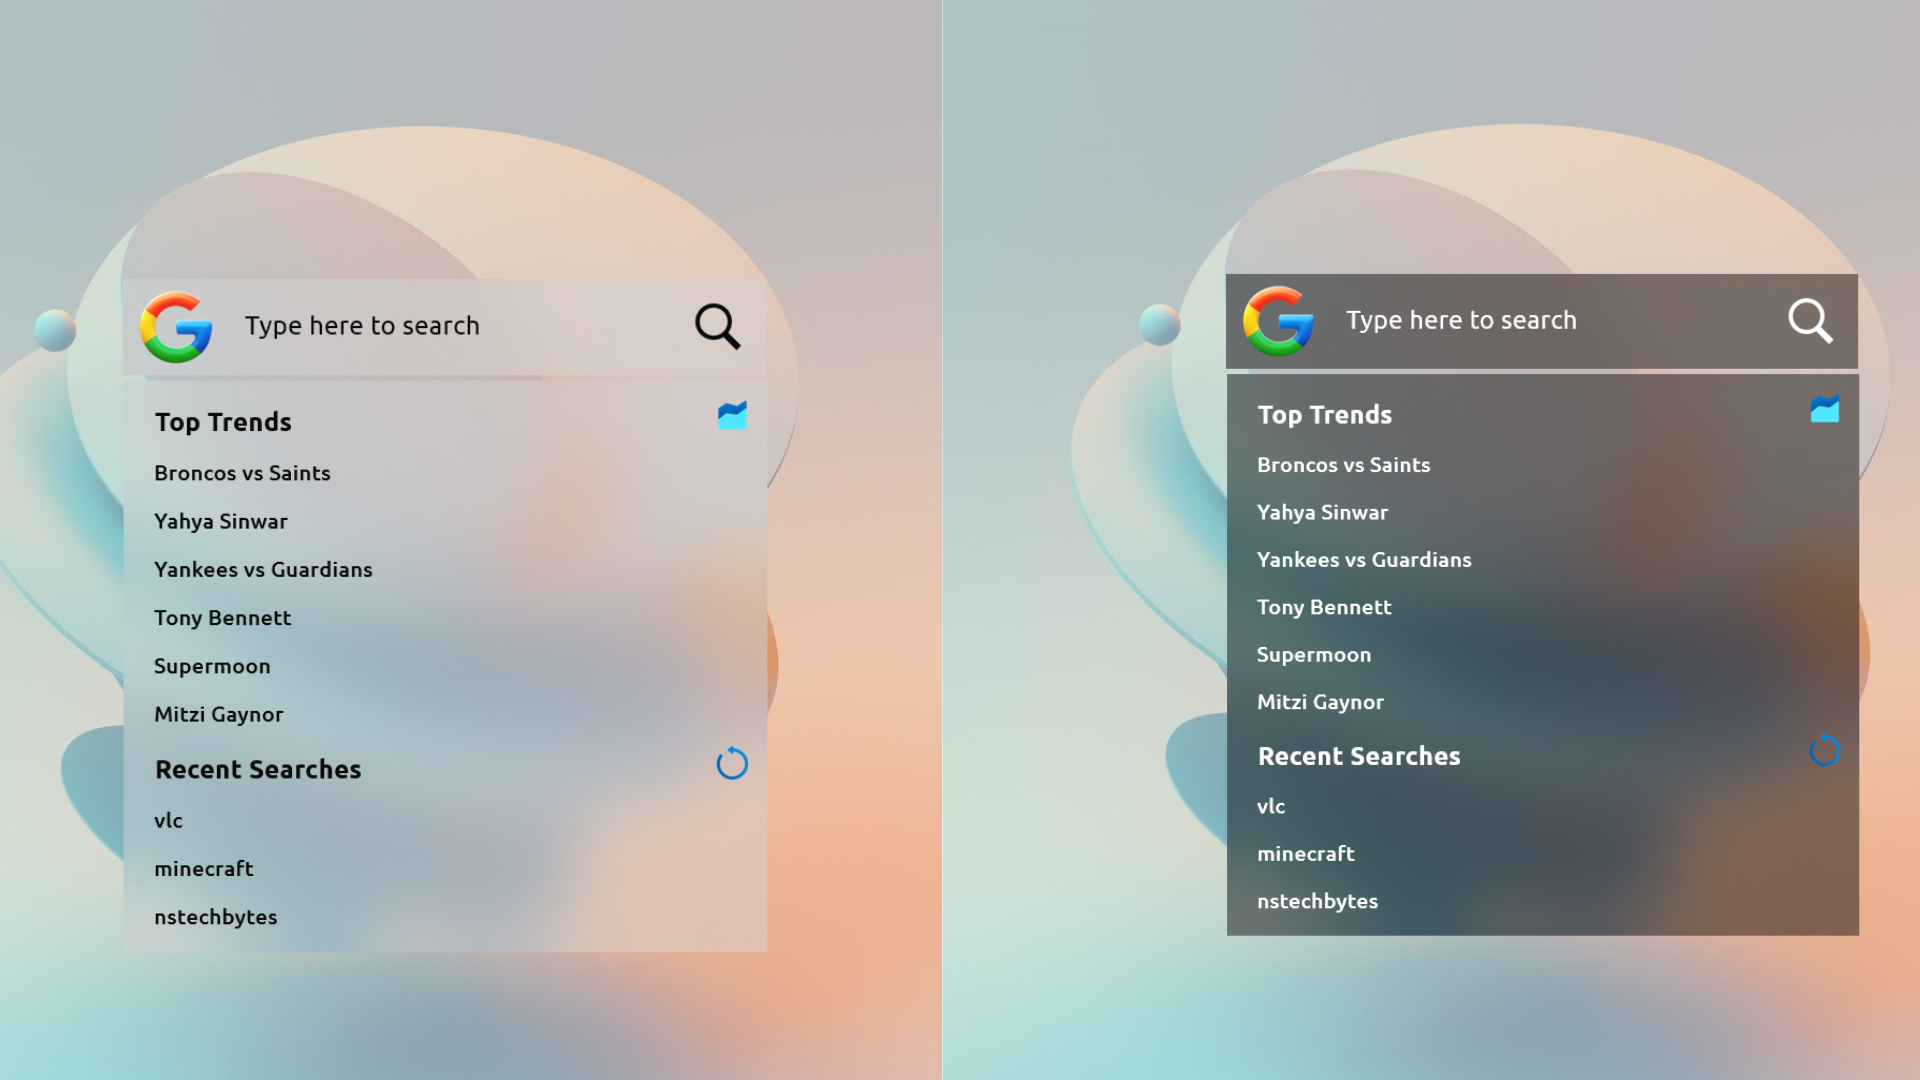 Type here to search
Top Trends
Broncos vs Saints
Yahya Sinwar
Yankees vs Guardians
Tony Bennett
Supermoon
Mitzi Gaynor
Recent Searches
vlc
minecraft
nstechbytes
Type here to search
Top Trends
Broncos vs Saints
Yahya Sinwar
Yankees vs Guardians
Tony Bennett
Supermoon
Mitzi Gaynor
Recent Searches
vlc
minecraft
nstechbytes